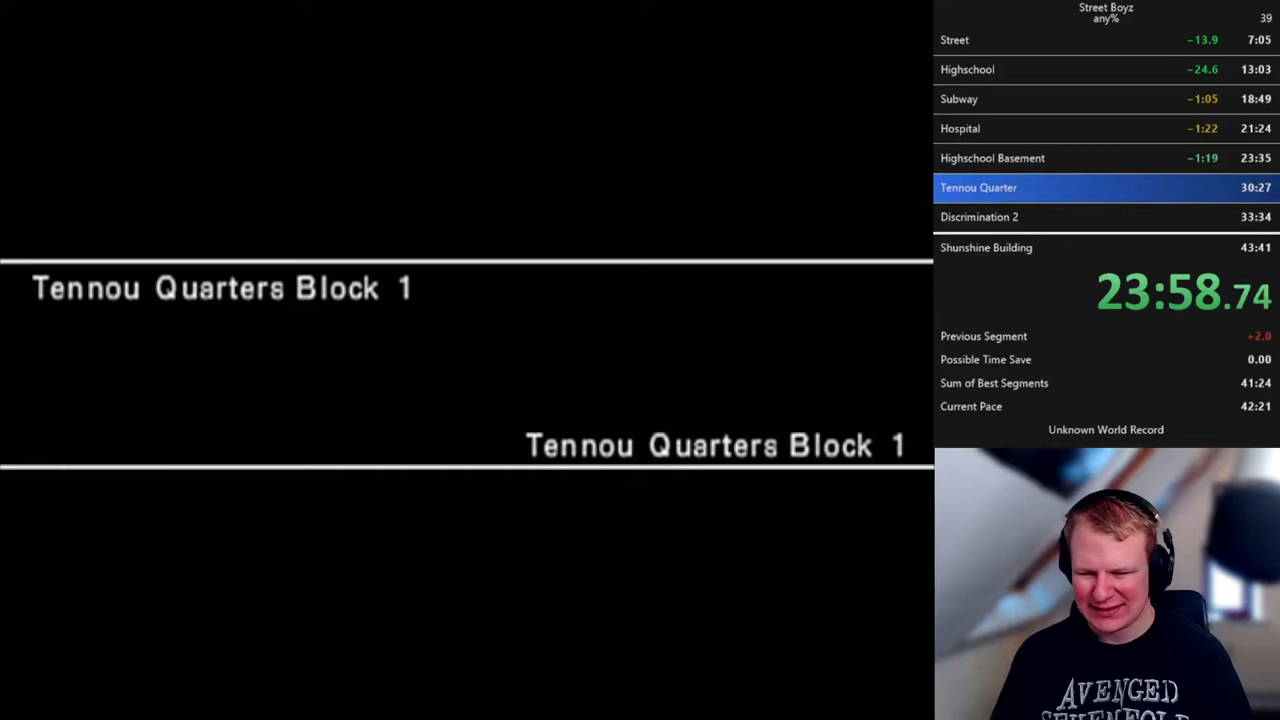 Street Boyz
any%
39
Street -13.9 7:05
Highschool -24.6 13:03
Subway -1:05 18:49
Hospital -1:22 21:24
Highschool Basement -1:19 23:35
Tennou Quarter 30:27
Discrimination 2 33:34
Shunshine Building 43:41
23:58.74
Previous Segment +2.0
Possible Time Save 0.00
Sum of Best Segments 41:24
Current Pace 42:21
Unknown World Record
Tennou Quarters Block 1
Tennou Quarters Block 1
AVENGED
SEVENFOLD